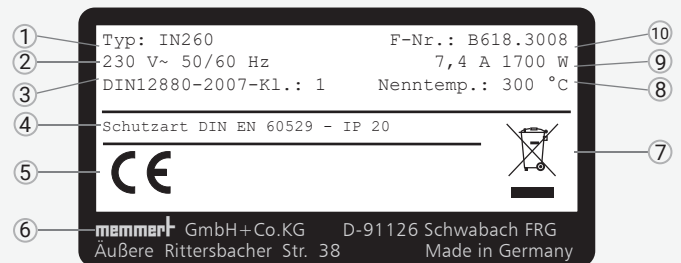 1 Typ: IN260 F-Nr.: B618.3008 10
2 230 V~ 50/60 Hz 7,4 A 1700 W 9
3 DIN12880-2007-Kl.: 1 Nenntemp.: 300 °C 8
4 Schutzart DIN EN 60529 - IP 20
5 CE 7
6 memmert GmbH+Co.KG D-91126 Schwabach FRG
Äußere Rittersbacher Str. 38 Made in Germany